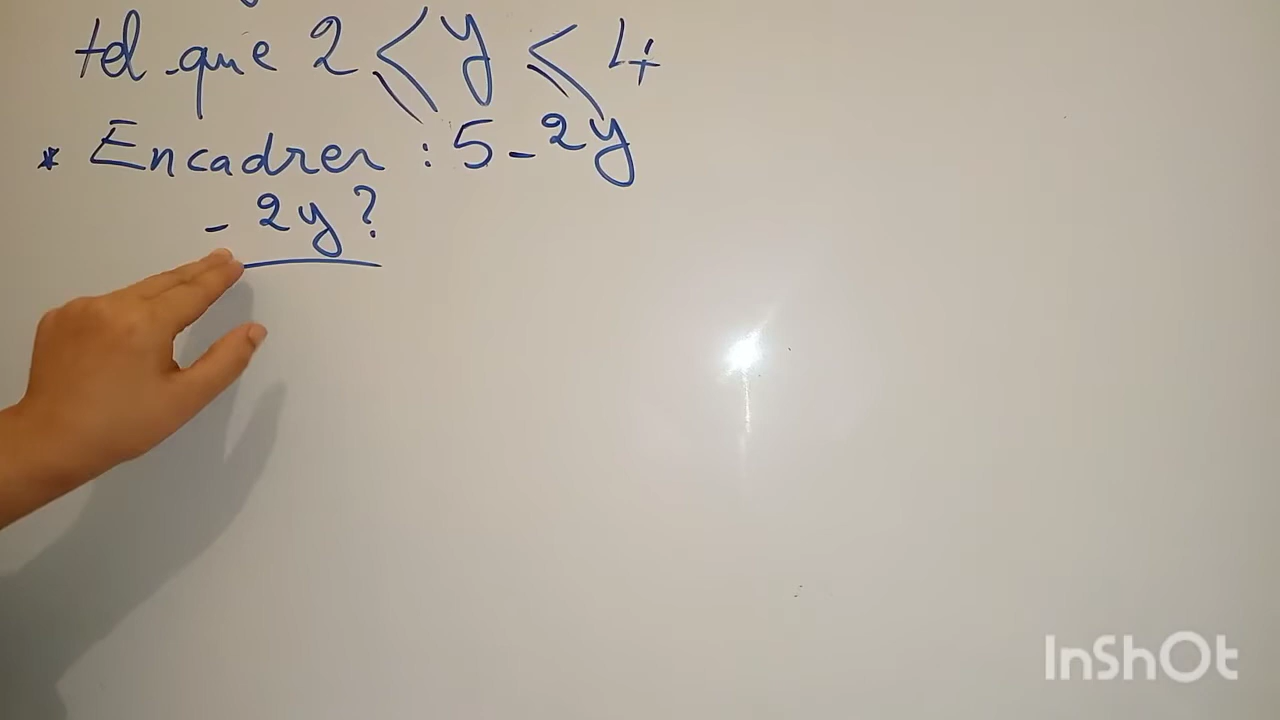 tel que 2 ⩽ y ⩽ 4
* Encadrer : 5 - 2y
- 2y ?
InShOt